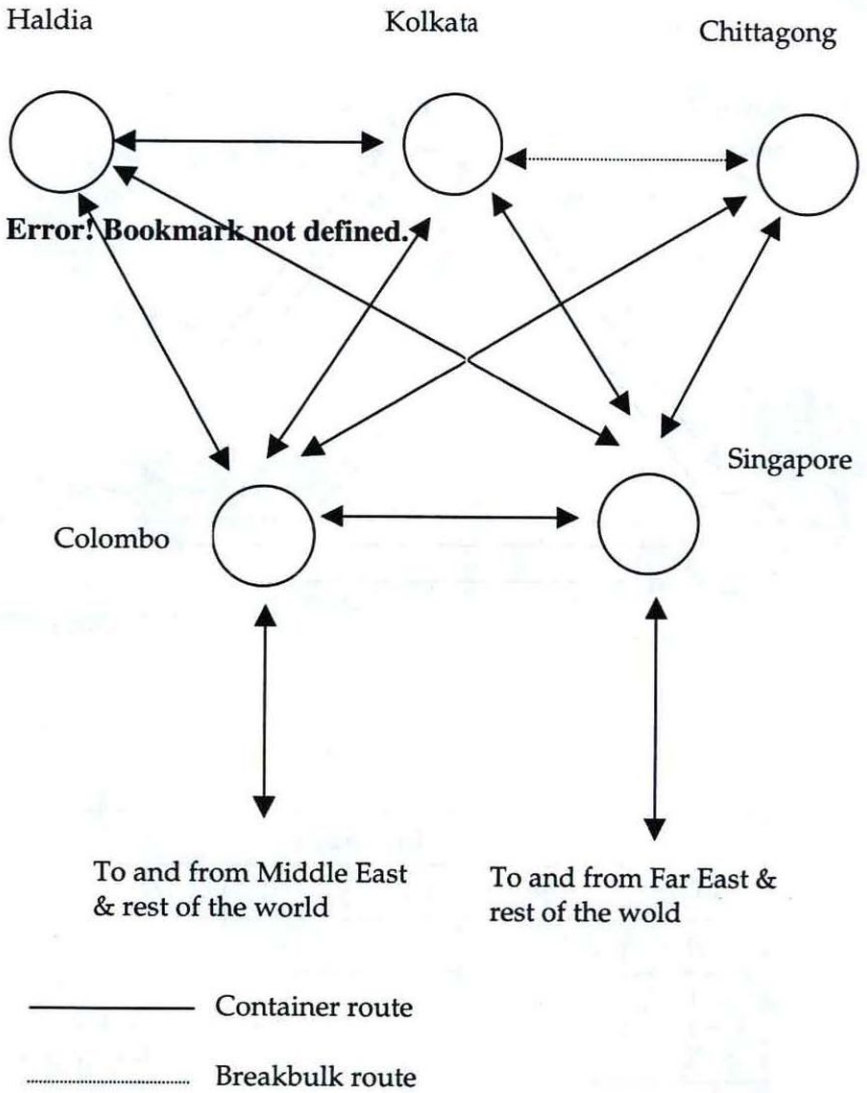 Haldia
Kolkata
Chittagong
Error! Bookmark not defined.
Singapore
Colombo
To and from Middle East
& rest of the world
To and from Far East &
rest of the wold
Container route
Breakbulk route